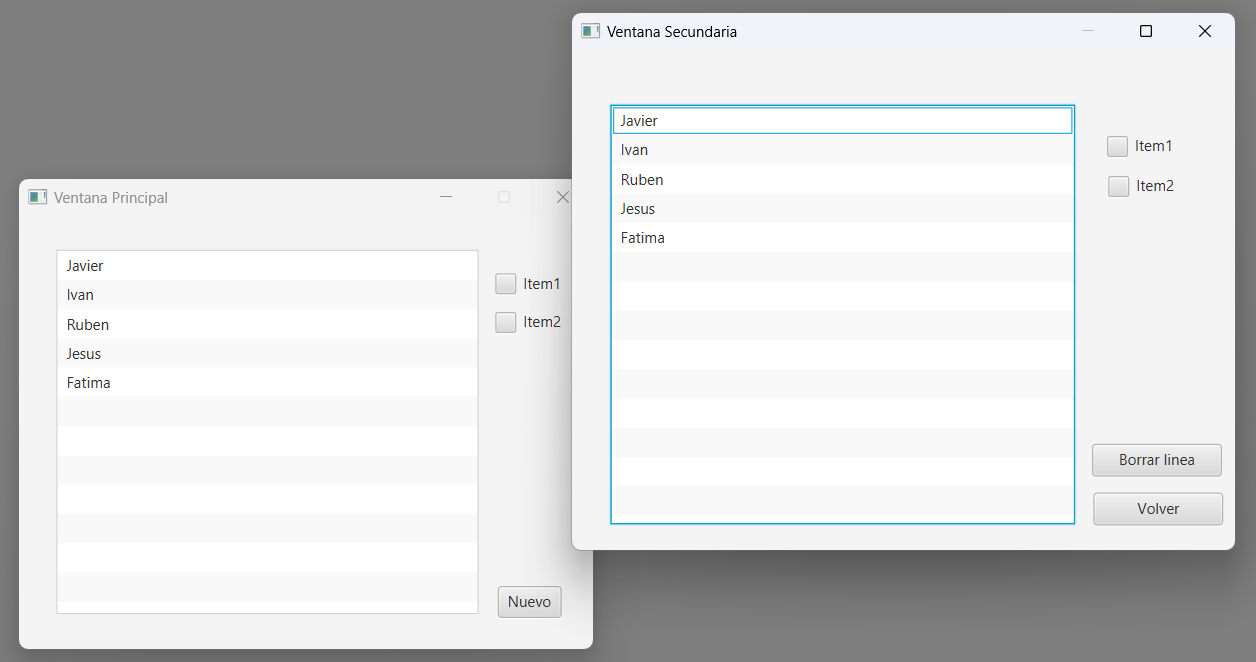 Ventana Secundaria
Javier
Ivan
Ruben
Jesus
Fatima
Item1
Item2
Borrar linea
Volver
Ventana Principal
Javier
Ivan
Ruben
Jesus
Fatima
Item1
Item2
Nuevo